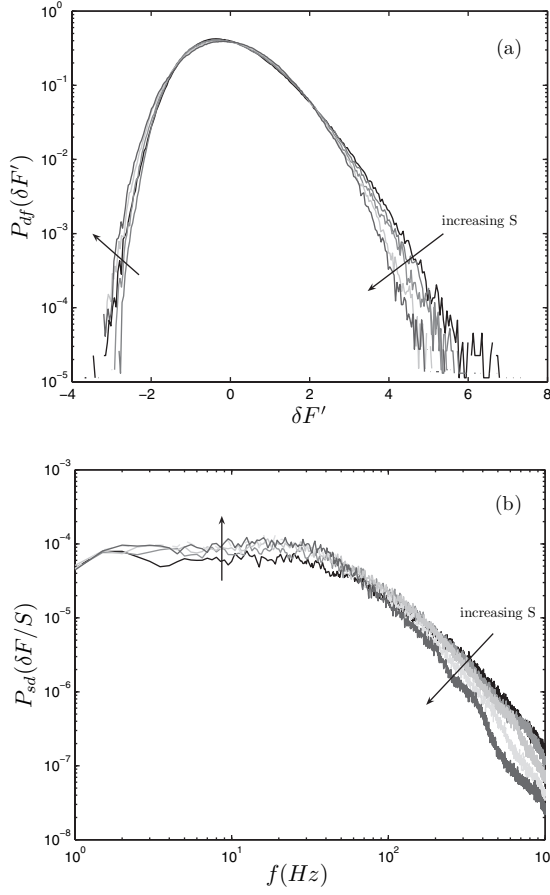 10^0
10^-1
10^-2
10^-3
10^-4
10^-5
P_df(δF′)
(a)
increasing S
−4 −2 0 2 4 6 8
δF′
10^-3
10^-4
10^-5
10^-6
10^-7
10^-8
P_sd(δF/S)
(b)
increasing S
10^0 10^1 10^2 10
f(Hz)